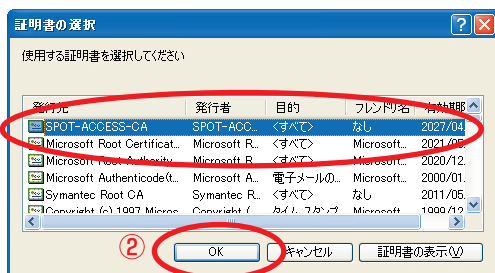 証明書の選択
使用する証明書を選択してください
発行先 発行者 目的 フレンドリ名 有効期
SPOT-ACCESS-CA SPOT-ACC... <すべて> なし 2027/04.
Microsoft Root Certificat... Microsoft R... <すべて> Microsoft... 2021/05.
Microsoft Root Authority Microsoft R... <すべて> Microsoft... 2020/12.
Microsoft Authenticode(t... Microsoft A... 電子メールの... Microsoft... 2000/01.
Symantec Root CA Symantec R... <すべて> なし 2011/05.
Copyright (c) 1997 Micros... Copyright (... タイム スタンプ Microsoft... 1999/12.
② OK キャンセル 証明書の表示(V)